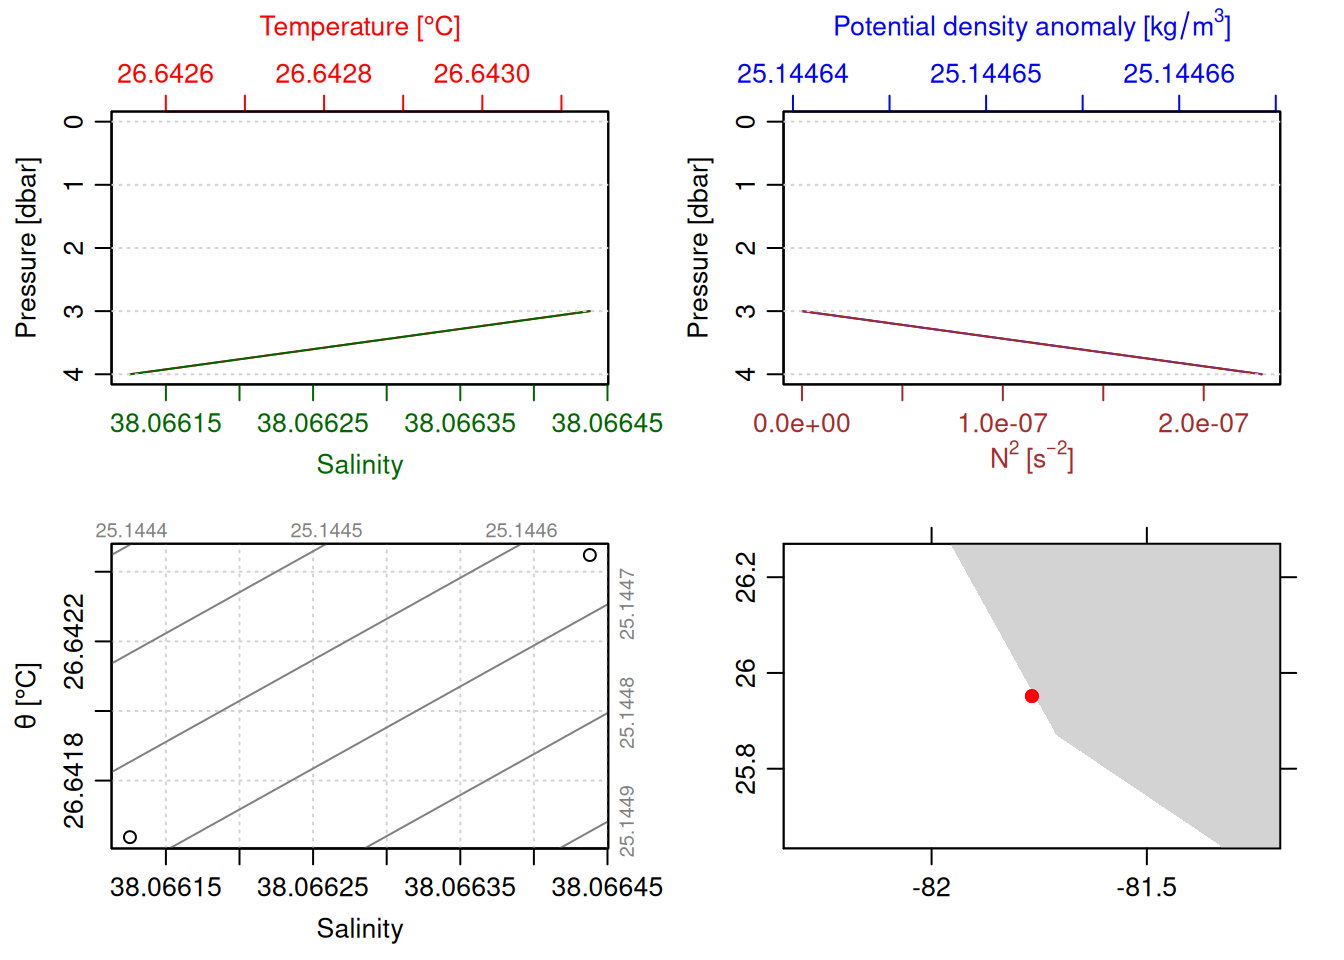 Temperature [°C]
26.6426 26.6428 26.6430
0
1
2
3
4
Pressure [dbar]
38.06615 38.06625 38.06635 38.06645
Salinity
Potential density anomaly [kg/m³]
25.14464 25.14465 25.14466
0
1
2
3
4
Pressure [dbar]
0.0e+00 1.0e-07 2.0e-07
N² [s⁻²]
25.1444 25.1445 25.1446
25.1447
25.1448
25.1449
26.6422
26.6418
θ [°C]
38.06615 38.06625 38.06635 38.06645
Salinity
26.2
26
25.8
-82 -81.5